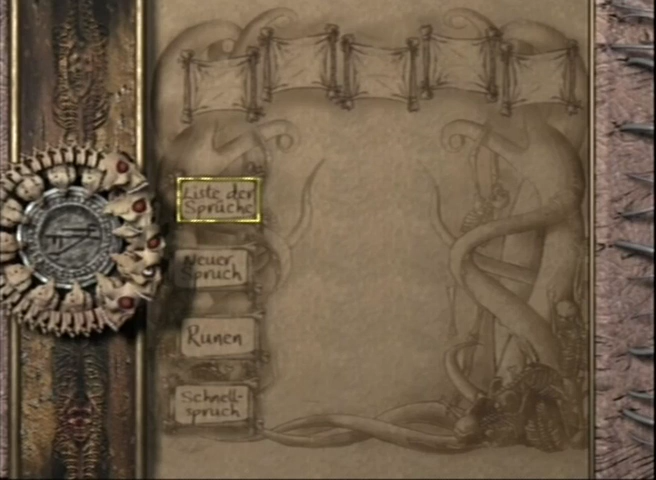 Liste der
Sprüche
Neuer
Spruch
Runen
Schnell-
spruch